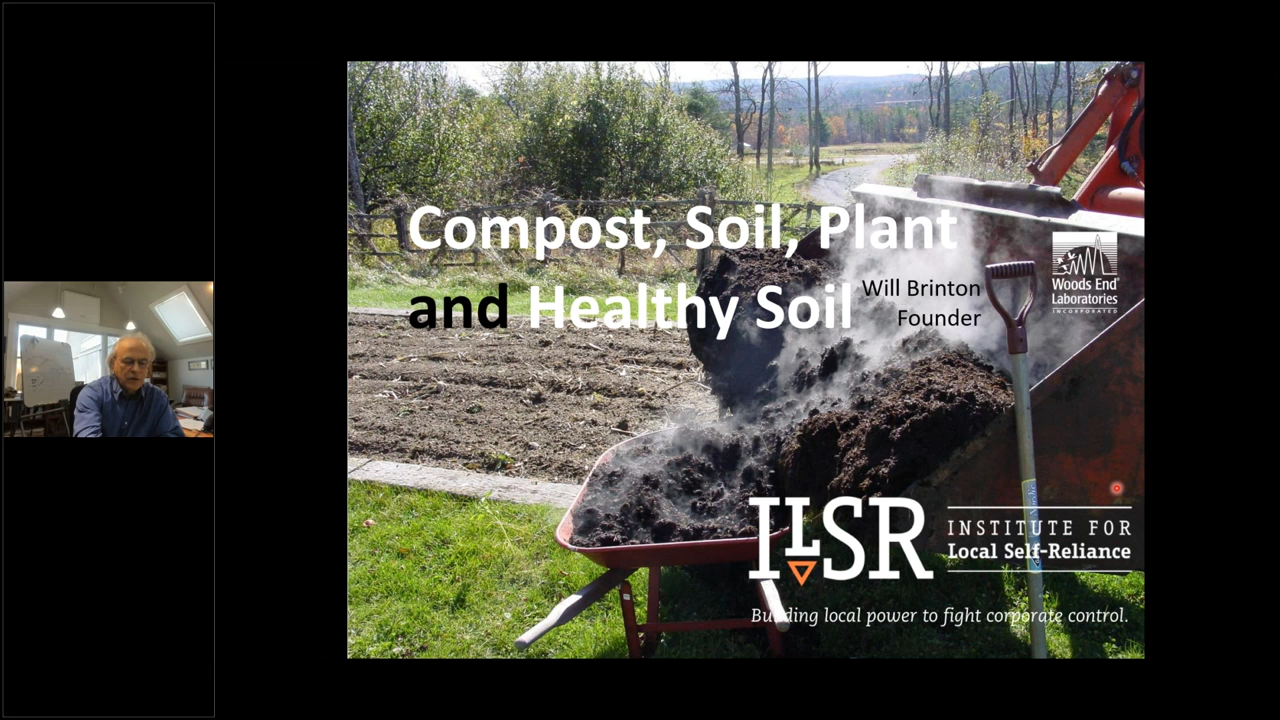 Compost, Soil, Plant
and Healthy Soil
Will Brinton
Founder
Woods End
Laboratories
INCORPORATED
ILSR
INSTITUTE FOR
Local Self-Reliance
Building local power to fight corporate control.